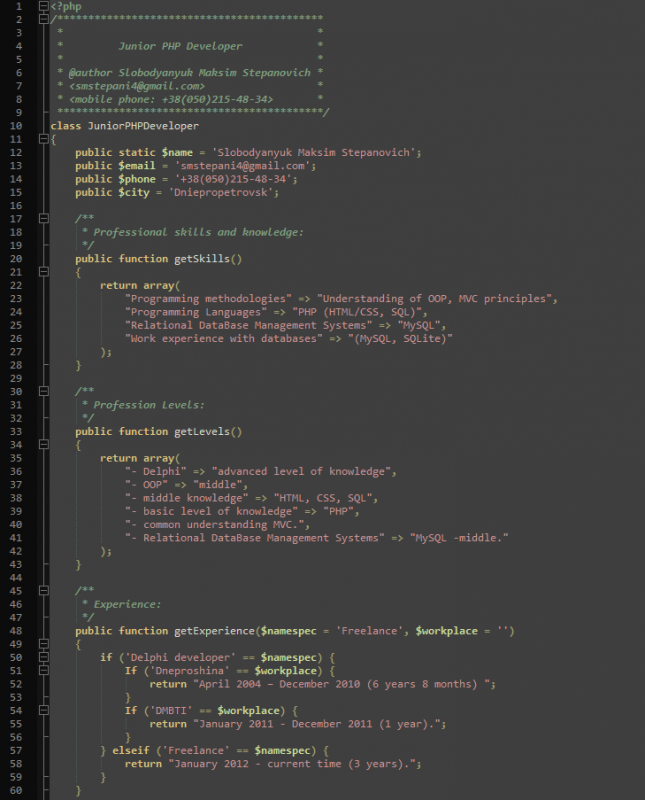 1 <?php
2 /*******************************************
3 * *
4 * Junior PHP Developer *
5 * *
6 * @author Slobodyanyuk Maksim Stepanovich *
7 * <smstepani4@gmail.com> *
8 * <mobile phone: +38(050)215-48-34> *
9 *******************************************/
10 class JuniorPHPDeveloper
11 {
12 public static $name = 'Slobodyanyuk Maksim Stepanovich';
13 public $email = 'smstepani4@gmail.com';
14 public $phone = '+38(050)215-48-34';
15 public $city = 'Dniepropetrovsk';
16
17 /**
18 * Professional skills and knowledge:
19 */
20 public function getSkills()
21 {
22 return array(
23 "Programming methodologies" => "Understanding of OOP, MVC principles",
24 "Programming Languages" => "PHP (HTML/CSS, SQL)",
25 "Relational DataBase Management Systems" => "MySQL",
26 "Work experience with databases" => "(MySQL, SQLite)"
27 );
28 }
29
30 /**
31 * Profession Levels:
32 */
33 public function getLevels()
34 {
35 return array(
36 "- Delphi" => "advanced level of knowledge",
37 "- OOP" => "middle",
38 "- middle knowledge" => "HTML, CSS, SQL",
39 "- basic level of knowledge" => "PHP",
40 "- common understanding MVC.",
41 "- Relational DataBase Management Systems" => "MySQL -middle."
42 );
43 }
44
45 /**
46 * Experience:
47 */
48 public function getExperience($namespec = 'Freelance', $workplace = '')
49 {
50 if ('Delphi developer' == $namespec) {
51 If ('Dneproshina' == $workplace) {
52 return "April 2004 – December 2010 (6 years 8 months) ";
53 }
54 If ('DMBTI' == $workplace) {
55 return "January 2011 - December 2011 (1 year).";
56 }
57 } elseif ('Freelance' == $namespec) {
58 return "January 2012 - current time (3 years).";
59 }
60 }